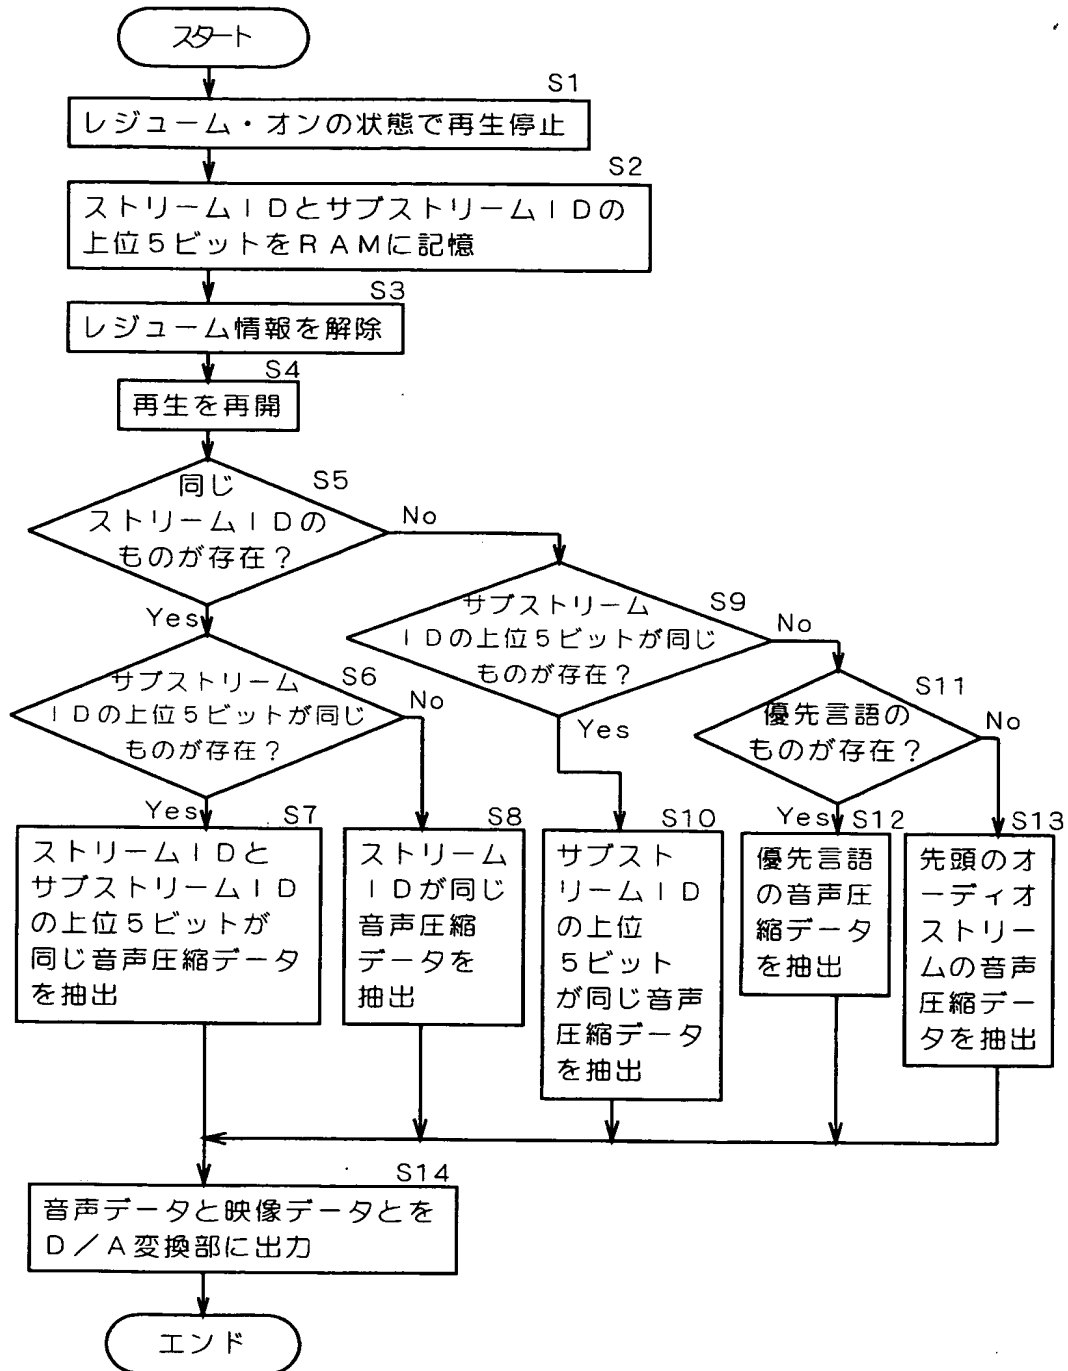 スタート
S1
レジューム・オンの状態で再生停止
S2
ストリームIDとサブストリームIDの
上位5ビットをRAMに記憶
S3
レジューム情報を解除
S4
再生を再開
S5
同じ
ストリームIDの
ものが存在?
No
Yes
S9
サブストリーム
IDの上位5ビットが同じ
ものが存在?
No
Yes
S6
サブストリーム
IDの上位5ビットが同じ
ものが存在?
No
Yes
S11
優先言語の
ものが存在?
No
Yes
S7
ストリームIDと
サブストリームID
の上位5ビットが
同じ音声圧縮データ
を抽出
S8
ストリーム
IDが同じ
音声圧縮
データを
抽出
S10
サブスト
リームID
の上位
5ビット
が同じ音声
圧縮データ
を抽出
S12
優先言語
の音声圧
縮データ
を抽出
S13
先頭のオ
ーディオ
ストリー
ムの音声
圧縮デー
タを抽出
S14
音声データと映像データとを
D/A変換部に出力
エンド